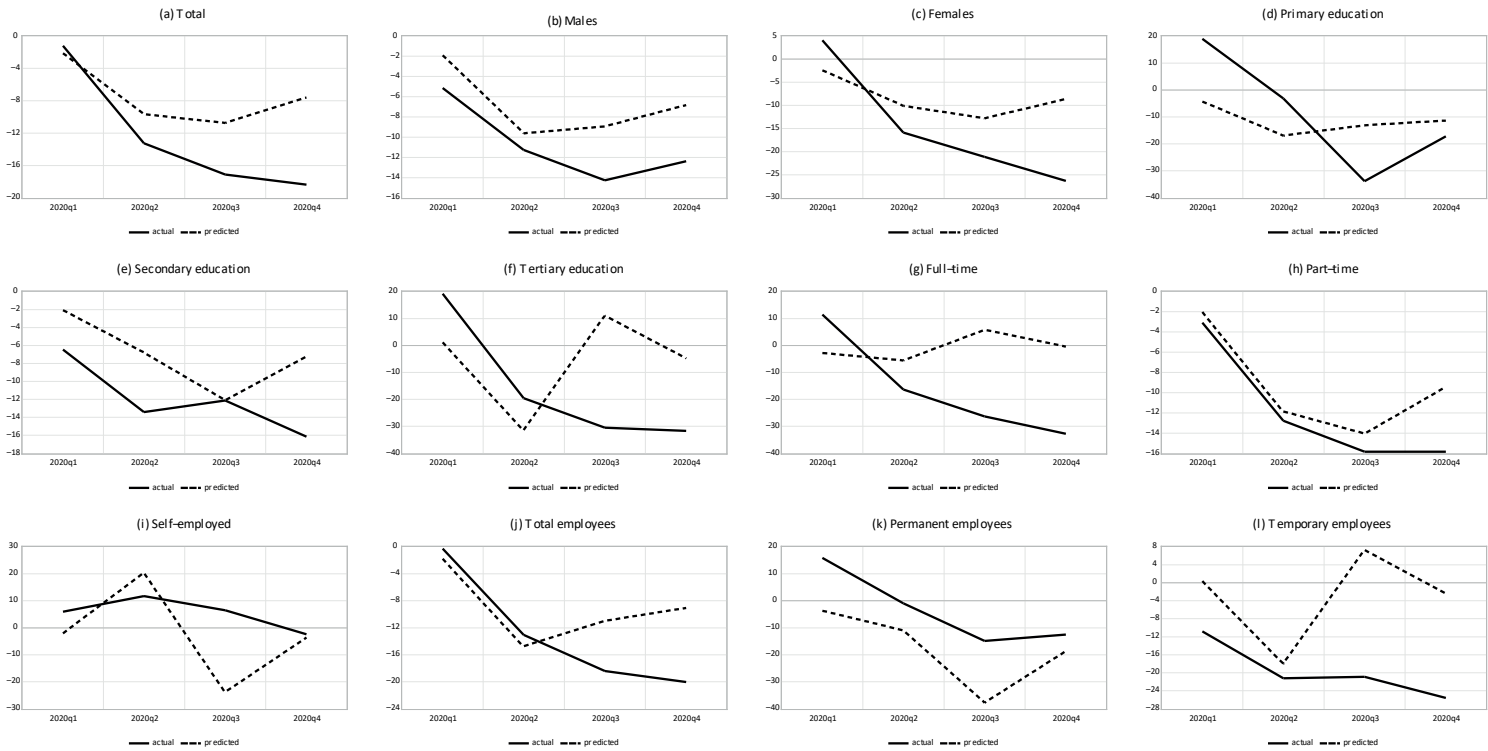 (a) Total
0
−4
−8
−12
−16
−20
2020q1 2020q2 2020q3 2020q4
actual predicted
(b) Males
0
−2
−4
−6
−8
−10
−12
−14
−16
2020q1 2020q2 2020q3 2020q4
actual predicted
(c) Females
5
0
−5
−10
−15
−20
−25
−30
2020q1 2020q2 2020q3 2020q4
actual predicted
(d) Primary education
20
10
0
−10
−20
−30
−40
2020q1 2020q2 2020q3 2020q4
actual predicted
(e) Secondary education
0
−2
−4
−6
−8
−10
−12
−14
−16
−18
2020q1 2020q2 2020q3 2020q4
actual predicted
(f) Tertiary education
20
10
0
−10
−20
−30
−40
2020q1 2020q2 2020q3 2020q4
actual predicted
(g) Full−time
20
10
0
−10
−20
−30
−40
2020q1 2020q2 2020q3 2020q4
actual predicted
(h) Part−time
0
−2
−4
−6
−8
−10
−12
−14
−16
2020q1 2020q2 2020q3 2020q4
actual predicted
(i) Self−employed
30
20
10
0
−10
−20
−30
2020q1 2020q2 2020q3 2020q4
actual predicted
(j) Total employees
0
−4
−8
−12
−16
−20
−24
2020q1 2020q2 2020q3 2020q4
actual predicted
(k) Permanent employees
20
10
0
−10
−20
−30
−40
2020q1 2020q2 2020q3 2020q4
actual predicted
(l) Temporary employees
8
4
0
−4
−8
−12
−16
−20
−24
−28
2020q1 2020q2 2020q3 2020q4
actual predicted